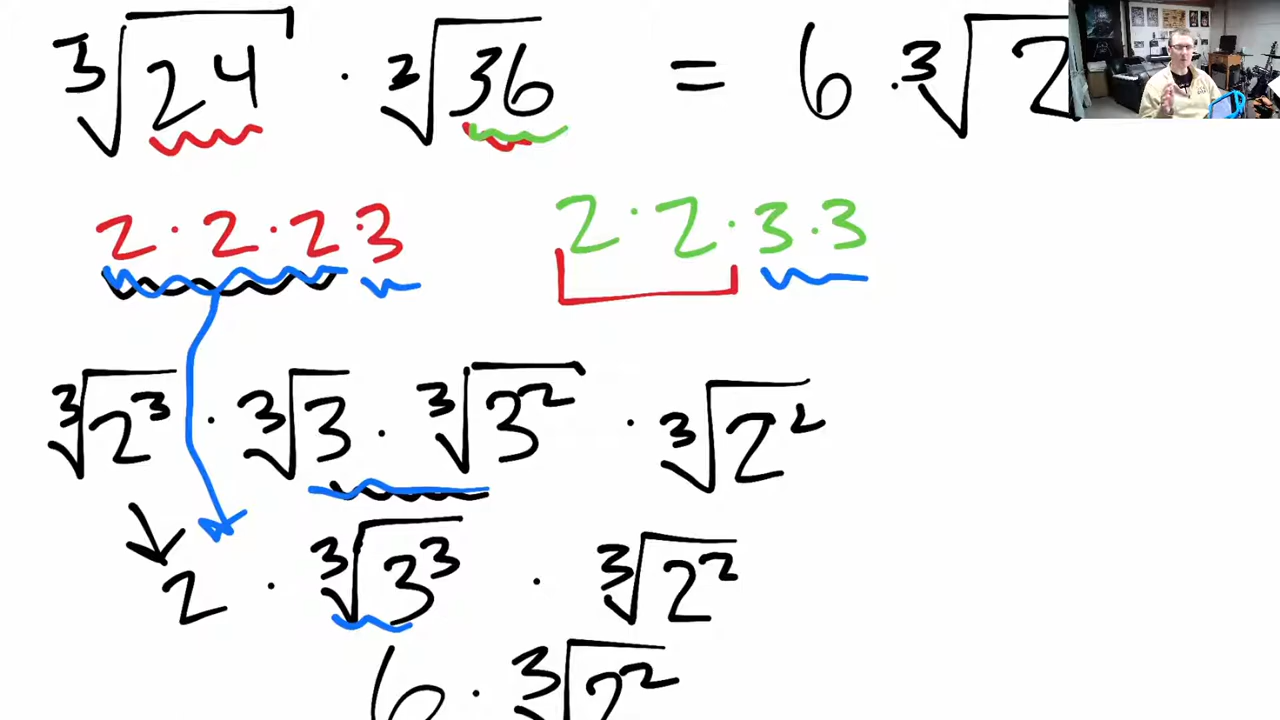 ∛24 · ∛36 = 6 · ∛2
2 · 2 · 2 · 3 2 · 2 · 3 · 3
∛2³ · ∛3 · ∛3² · ∛2²
2 · ∛3³ · ∛2²
6 · ∛2²